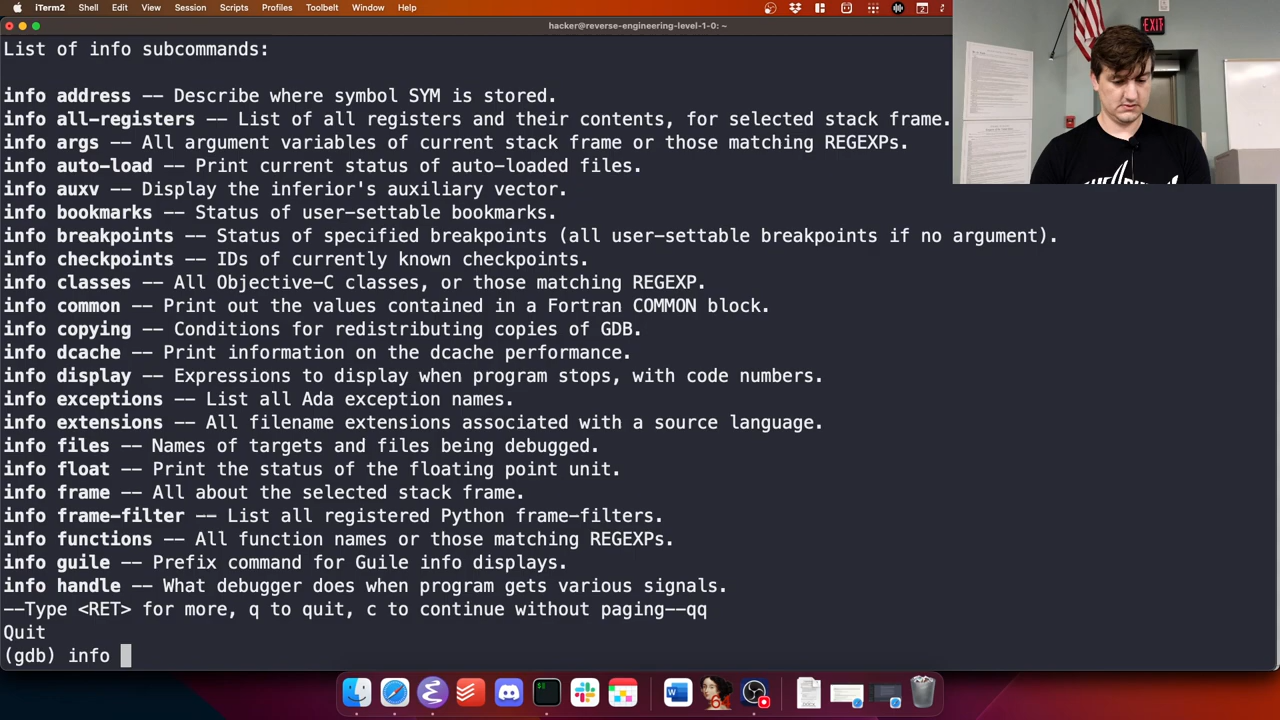 iTerm2 Shell Edit View Session Scripts Profiles Toolbelt Window Help
hacker@reverse-engineering-level-1-0: ~
List of info subcommands:
info address -- Describe where symbol SYM is stored.
info all-registers -- List of all registers and their contents, for selected stack frame.
info args -- All argument variables of current stack frame or those matching REGEXPs.
info auto-load -- Print current status of auto-loaded files.
info auxv -- Display the inferior's auxiliary vector.
info bookmarks -- Status of user-settable bookmarks.
info breakpoints -- Status of specified breakpoints (all user-settable breakpoints if no argument).
info checkpoints -- IDs of currently known checkpoints.
info classes -- All Objective-C classes, or those matching REGEXP.
info common -- Print out the values contained in a Fortran COMMON block.
info copying -- Conditions for redistributing copies of GDB.
info dcache -- Print information on the dcache performance.
info display -- Expressions to display when program stops, with code numbers.
info exceptions -- List all Ada exception names.
info extensions -- All filename extensions associated with a source language.
info files -- Names of targets and files being debugged.
info float -- Print the status of the floating point unit.
info frame -- All about the selected stack frame.
info frame-filter -- List all registered Python frame-filters.
info functions -- All function names or those matching REGEXPs.
info guile -- Prefix command for Guile info displays.
info handle -- What debugger does when program gets various signals.
--Type <RET> for more, q to quit, c to continue without paging--qq
Quit
(gdb) info
EXIT